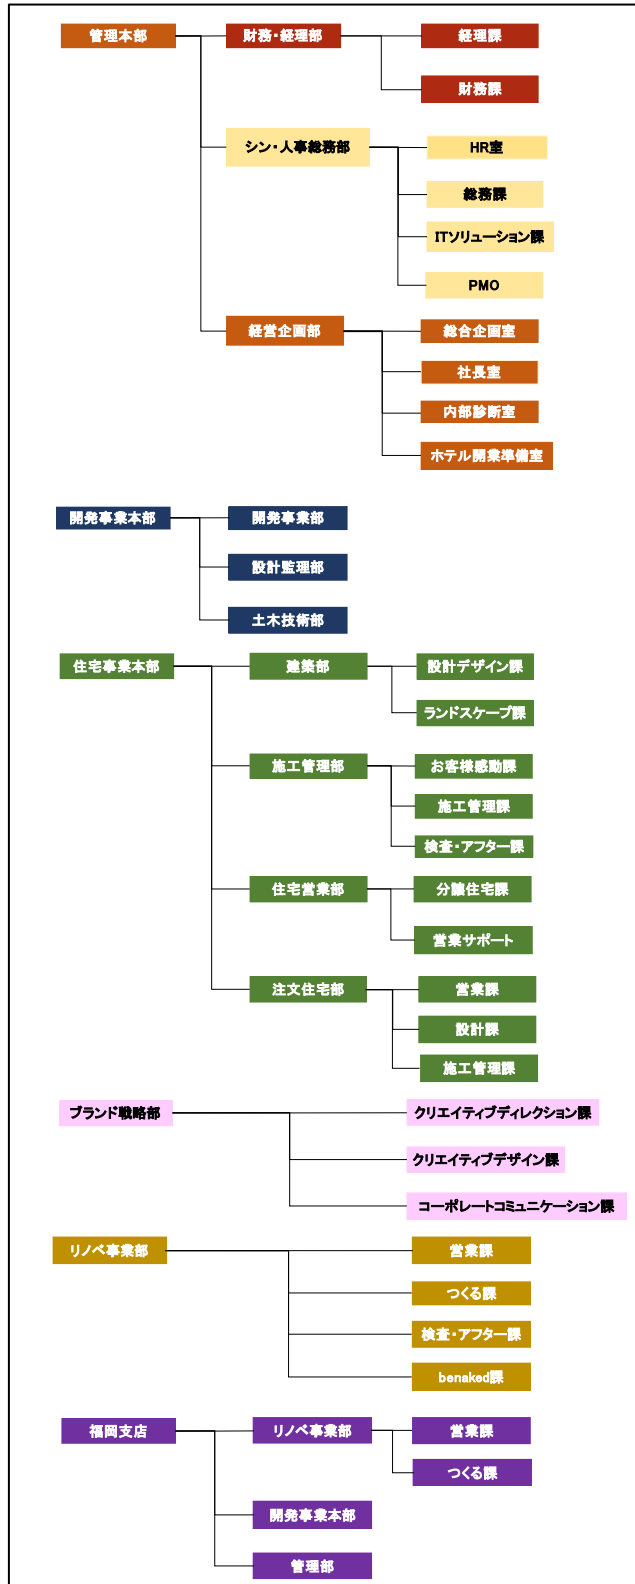 管理本部
財務・経理部
経理課
財務課
シン・人事総務部
HR室
総務課
ITソリューション課
PMO
経営企画部
総合企画室
社長室
内部診断室
ホテル開業準備室
開発事業本部
開発事業部
設計監理部
土木技術部
住宅事業本部
建築部
設計デザイン課
ランドスケープ課
施工管理部
お客様感動課
施工管理課
検査・アフター課
住宅営業部
分譲住宅課
営業サポート
注文住宅部
営業課
設計課
施工管理課
ブランド戦略部
クリエイティブディレクション課
クリエイティブデザイン課
コーポレートコミュニケーション課
リノベ事業部
営業課
つくる課
検査・アフター課
benaked課
福岡支店
リノベ事業部
営業課
つくる課
開発事業本部
管理部